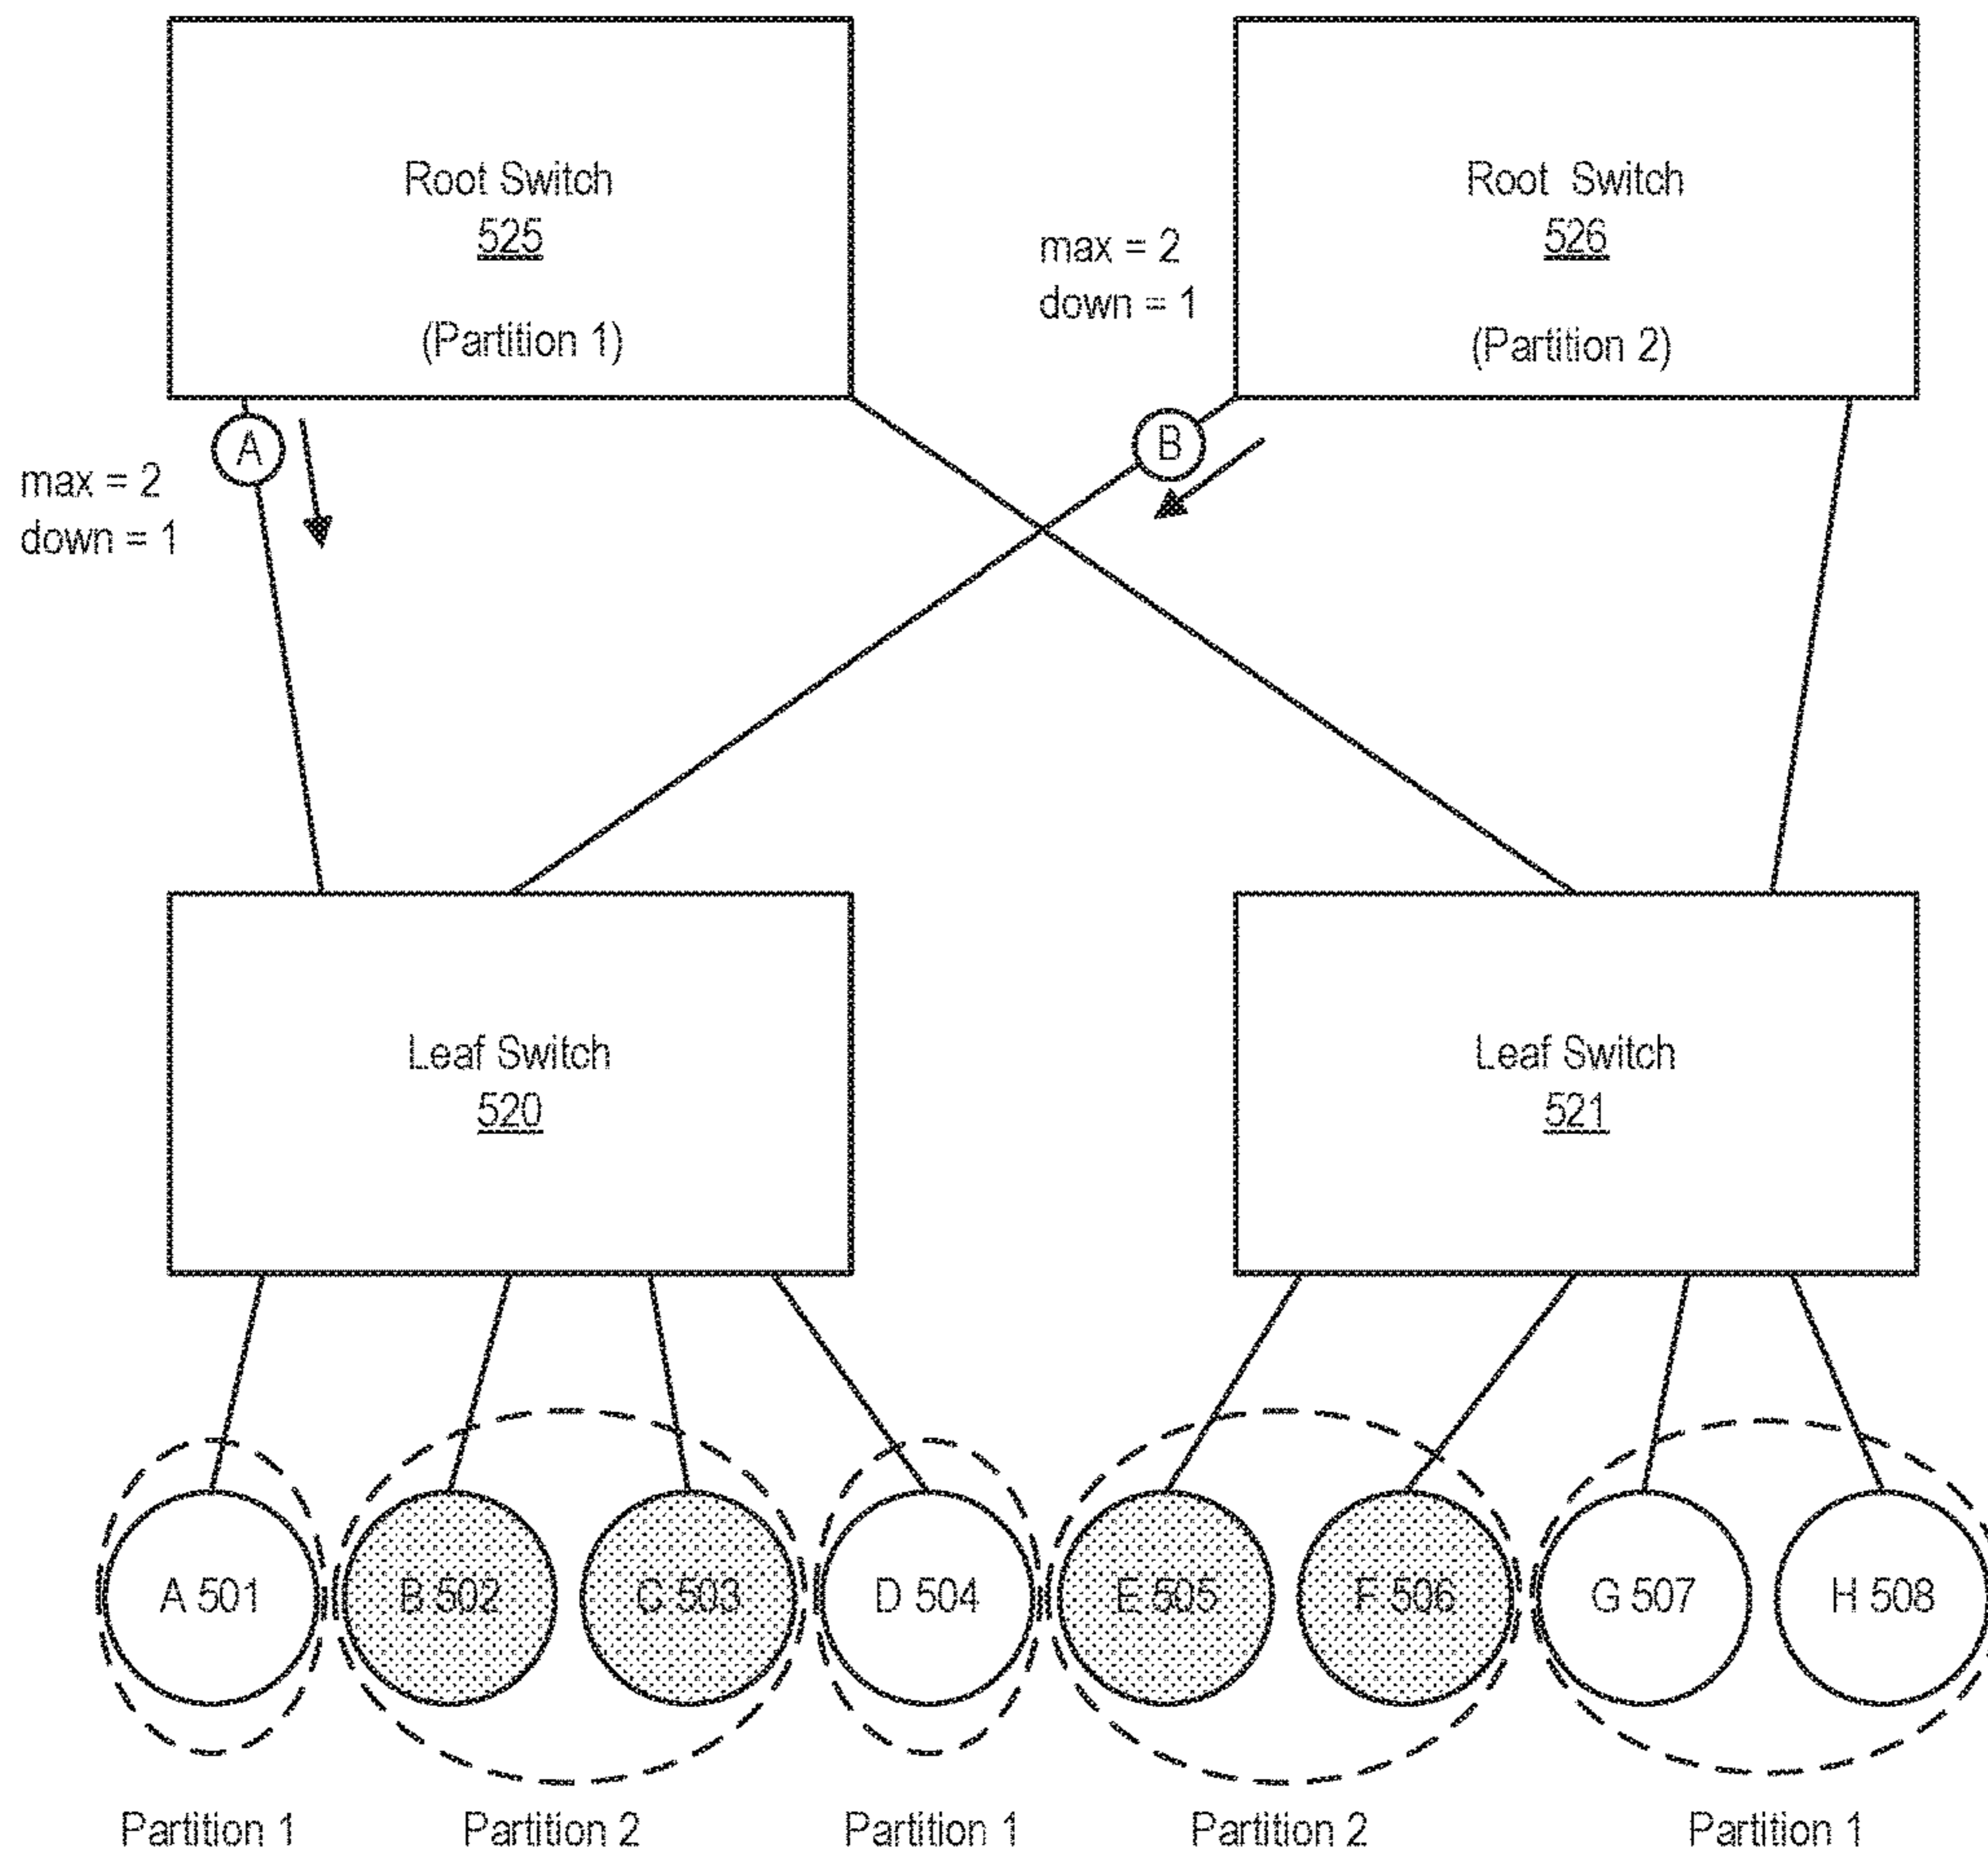 Root Switch
525
(Partition 1)
Root Switch
526
(Partition 2)
max = 2
down = 1
A
B
max = 2
down = 1
Leaf Switch
520
Leaf Switch
521
A 501
B 502
C 503
D 504
E 505
F 506
G 507
H 508
Partition 1
Partition 2
Partition 1
Partition 2
Partition 1